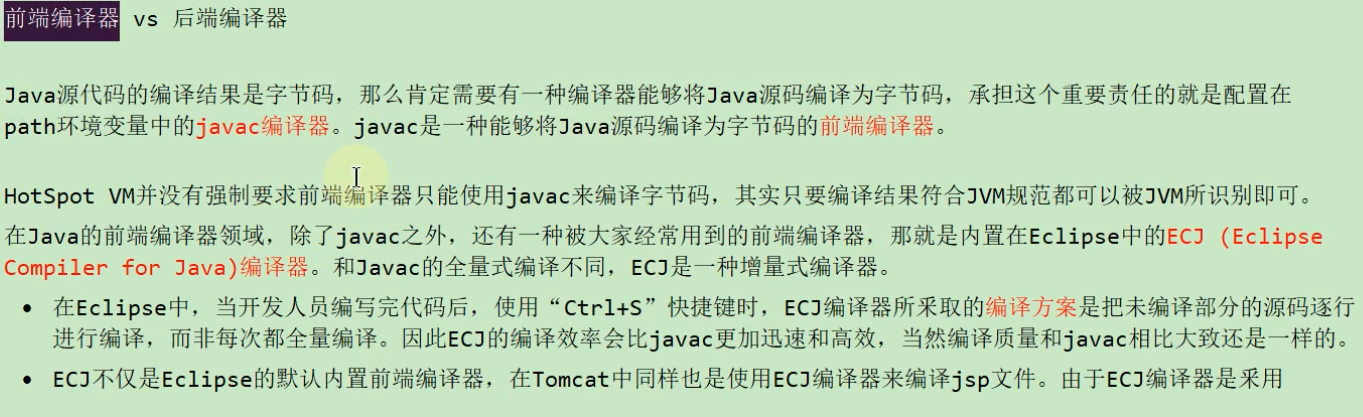 前端编译器 vs 后端编译器
Java源代码的编译结果是字节码，那么肯定需要有一种编译器能够将Java源码编译为字节码，承担这个重要责任的就是配置在
path环境变量中的javac编译器。javac是一种能够将Java源码编译为字节码的前端编译器。
HotSpot VM并没有强制要求前端编译器只能使用javac来编译字节码，其实只要编译结果符合JVM规范都可以被JVM所识别即可。
在Java的前端编译器领域，除了javac之外，还有一种被大家经常用到的前端编译器，那就是内置在Eclipse中的ECJ (Eclipse
Compiler for Java)编译器。和Javac的全量式编译不同，ECJ是一种增量式编译器。
• 在Eclipse中，当开发人员编写完代码后，使用“Ctrl+S”快捷键时，ECJ编译器所采取的编译方案是把未编译部分的源码逐行
进行编译，而非每次都全量编译。因此ECJ的编译效率会比javac更加迅速和高效，当然编译质量和javac相比大致还是一样的。
• ECJ不仅是Eclipse的默认内置前端编译器，在Tomcat中同样也是使用ECJ编译器来编译jsp文件。由于ECJ编译器是采用